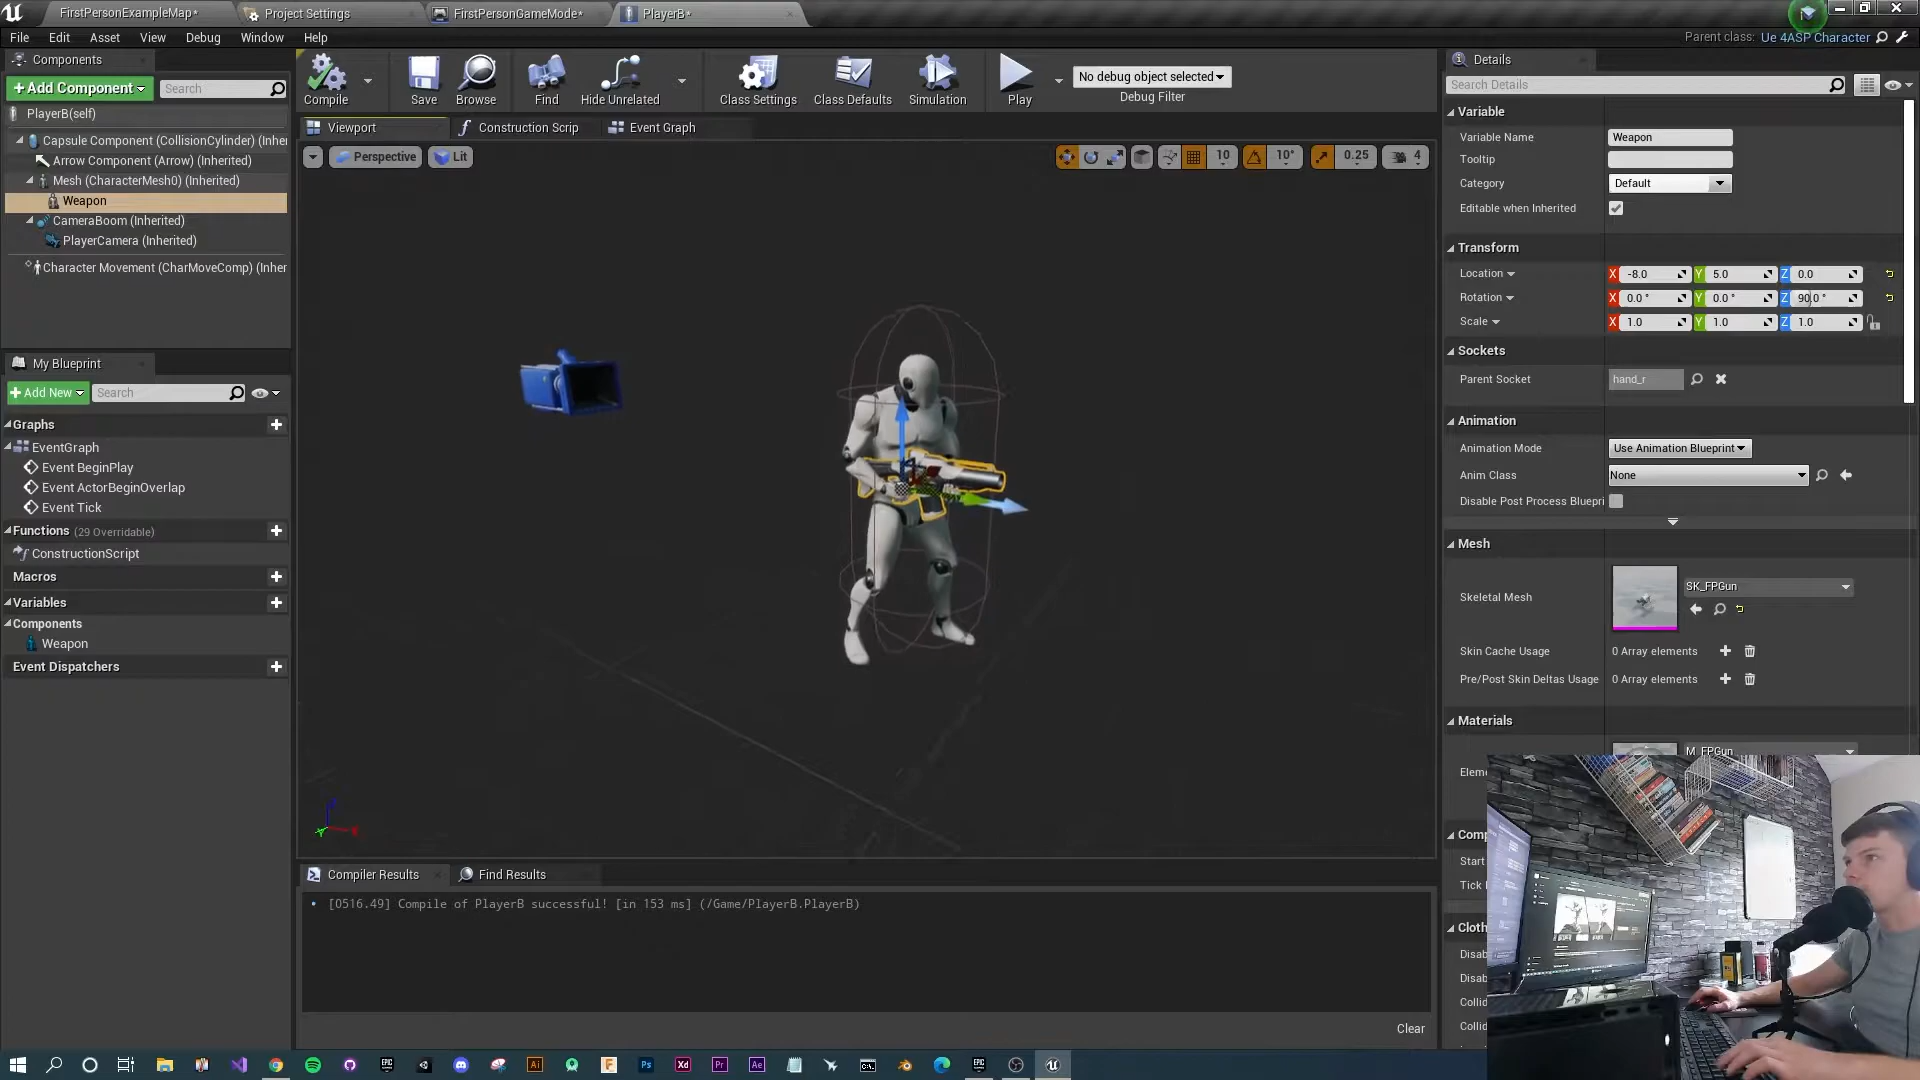 FirstPersonExampleMap*
Project Settings
FirstPersonGameMode*
PlayerB*
File Edit Asset View Debug Window Help
Parent class: Ue 4ASP Character
Components
+ Add Component
Search
PlayerB(self)
Capsule Component (CollisionCylinder) (Inher
Arrow Component (Arrow) (Inherited)
Mesh (CharacterMesh0) (Inherited)
Weapon
CameraBoom (Inherited)
PlayerCamera (Inherited)
Character Movement (CharMoveComp) (Inher
My Blueprint
+ Add New
Search
Graphs
EventGraph
Event BeginPlay
Event ActorBeginOverlap
Event Tick
Functions (29 Overridable)
ConstructionScript
Macros
Variables
Components
Weapon
Event Dispatchers
Compile
Save
Browse
Find
Hide Unrelated
Class Settings
Class Defaults
Simulation
Play
No debug object selected
Debug Filter
Viewport
Construction Scrip
Event Graph
Perspective
Lit
10
10°
0.25
4
Compiler Results
Find Results
[0516.49] Compile of PlayerB successful! [in 153 ms] (/Game/PlayerB.PlayerB)
Clear
Details
Search Details
Variable
Variable Name Weapon
Tooltip
Category Default
Editable when Inherited
Transform
Location X -8.0 Y 5.0 Z 0.0
Rotation X 0.0 ° Y 0.0 ° Z 90.0 °
Scale X 1.0 Y 1.0 Z 1.0
Sockets
Parent Socket hand_r
Animation
Animation Mode Use Animation Blueprint
Anim Class None
Disable Post Process Bluepri
Mesh
Skeletal Mesh SK_FPGun
Skin Cache Usage 0 Array elements
Pre/Post Skin Deltas Usage 0 Array elements
Materials
M_FPGun
Elem
Comp
Start
Tick I
Cloth
Disab
Disab
Collid
Collid